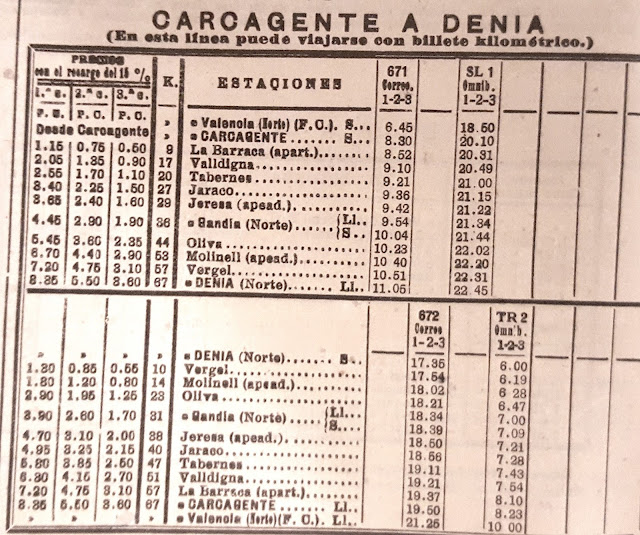 CARCAGENTE A DENIA
(En esta línea puede viajarse con billete kilométrico.)
PRECIOS con el recargo del 15 % K. ESTACIONES 671 SL 1
Correo. Omnib.
1.ª c. 2.ª c. 3.ª c. 1-2-3 1-2-3
P. C. P. C. P. C. » Valencia (Norte) (F.C.). S... 6.45 18.50
Desde Carcagente » CARCAGENTE .. S... 8.30 20.10
1.15 0.75 0.50 9 La Barraca (apart.)....... 8.52 20.31
2.05 1.35 0.90 17 Valldigna.................. 9.10 20.49
2.55 1.70 1.10 20 Tabernes.................. 9.21 21.00
3.40 2.25 1.50 27 Jaraco..................... 9.36 21.15
3.65 2.40 1.60 29 Jeresa (apead.)........... 9.42 21.22
4.45 2.90 1.90 36 Gandia (Norte)...... Ll.. 9.54 21.34
S... 10.04 21.44
5.45 3.60 2.35 44 Oliva....................... 10.23 22.02
6.70 4.40 2.90 53 Molinell (apead.)......... 10 40 22.20
7.20 4.75 3.10 57 Vergel..................... 10.51 22.31
8.35 5.50 3.60 67 DENIA (Norte)...... Ll.. 11.05 22.45
672 TR 2
Correo Omnib.
1-2-3 1-2-3
» » » » DENIA (Norte)....... S.. 17.35 6.00
1.30 0.85 0.55 10 Vergel..................... 17.54 6.19
1.80 1.20 0.80 14 Molinell (apead.)......... 18.02 6 28
2.90 1.95 1.25 23 Oliva....................... 18.21 6.47
3.90 2.60 1.70 31 Gandia (Norte)...... Ll... 18.34 7.00
S... 18.39 7.09
4.70 3.10 2.00 38 Jeresa (apead.)........... 18.50 7.21
4.95 3.25 2.15 40 Jaraco..................... 18.56 7.28
5.80 3.85 2.50 47 Tabernes.................. 19.11 7.43
6.30 4.15 2.70 51 Valldigna.................. 19.21 7.54
7.20 4.75 3.10 57 La Barraca (apart.)....... 19.37 8.10
8.35 5.50 3.60 67 CARCAGENTE.... Ll.. 19.50 8.23
» » » » Valencia (Norte) (F.C.). Ll.. 21.25 10 00